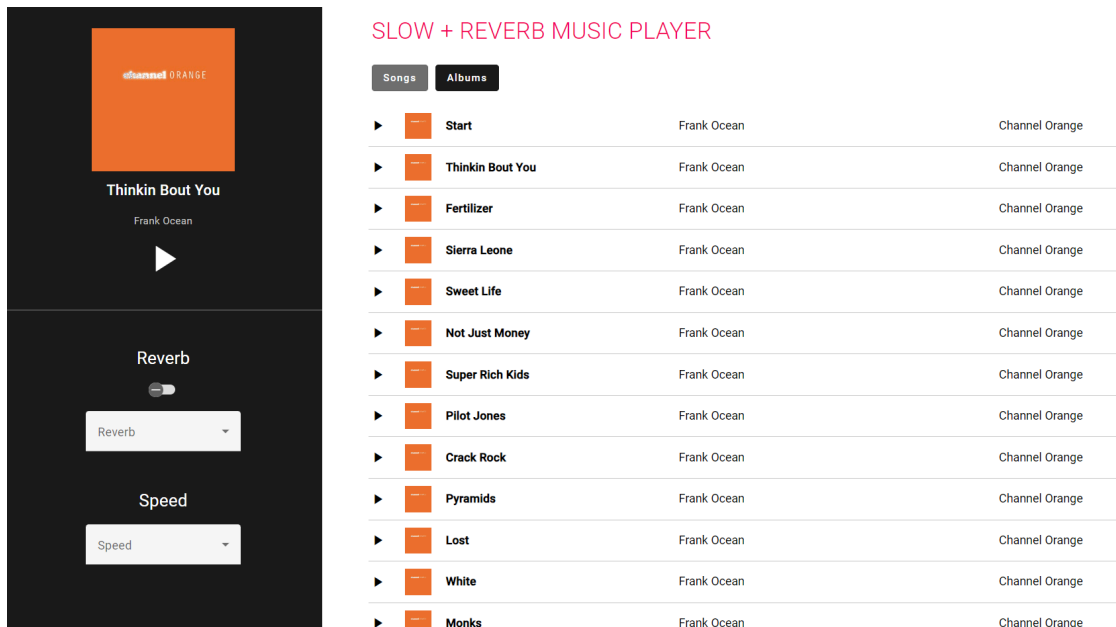 channel ORANGE
Thinkin Bout You
Frank Ocean
Reverb
Reverb
Speed
Speed
SLOW + REVERB MUSIC PLAYER
Songs Albums
Start Frank Ocean Channel Orange
Thinkin Bout You Frank Ocean Channel Orange
Fertilizer Frank Ocean Channel Orange
Sierra Leone Frank Ocean Channel Orange
Sweet Life Frank Ocean Channel Orange
Not Just Money Frank Ocean Channel Orange
Super Rich Kids Frank Ocean Channel Orange
Pilot Jones Frank Ocean Channel Orange
Crack Rock Frank Ocean Channel Orange
Pyramids Frank Ocean Channel Orange
Lost Frank Ocean Channel Orange
White Frank Ocean Channel Orange
Monks Frank Ocean Channel Orange